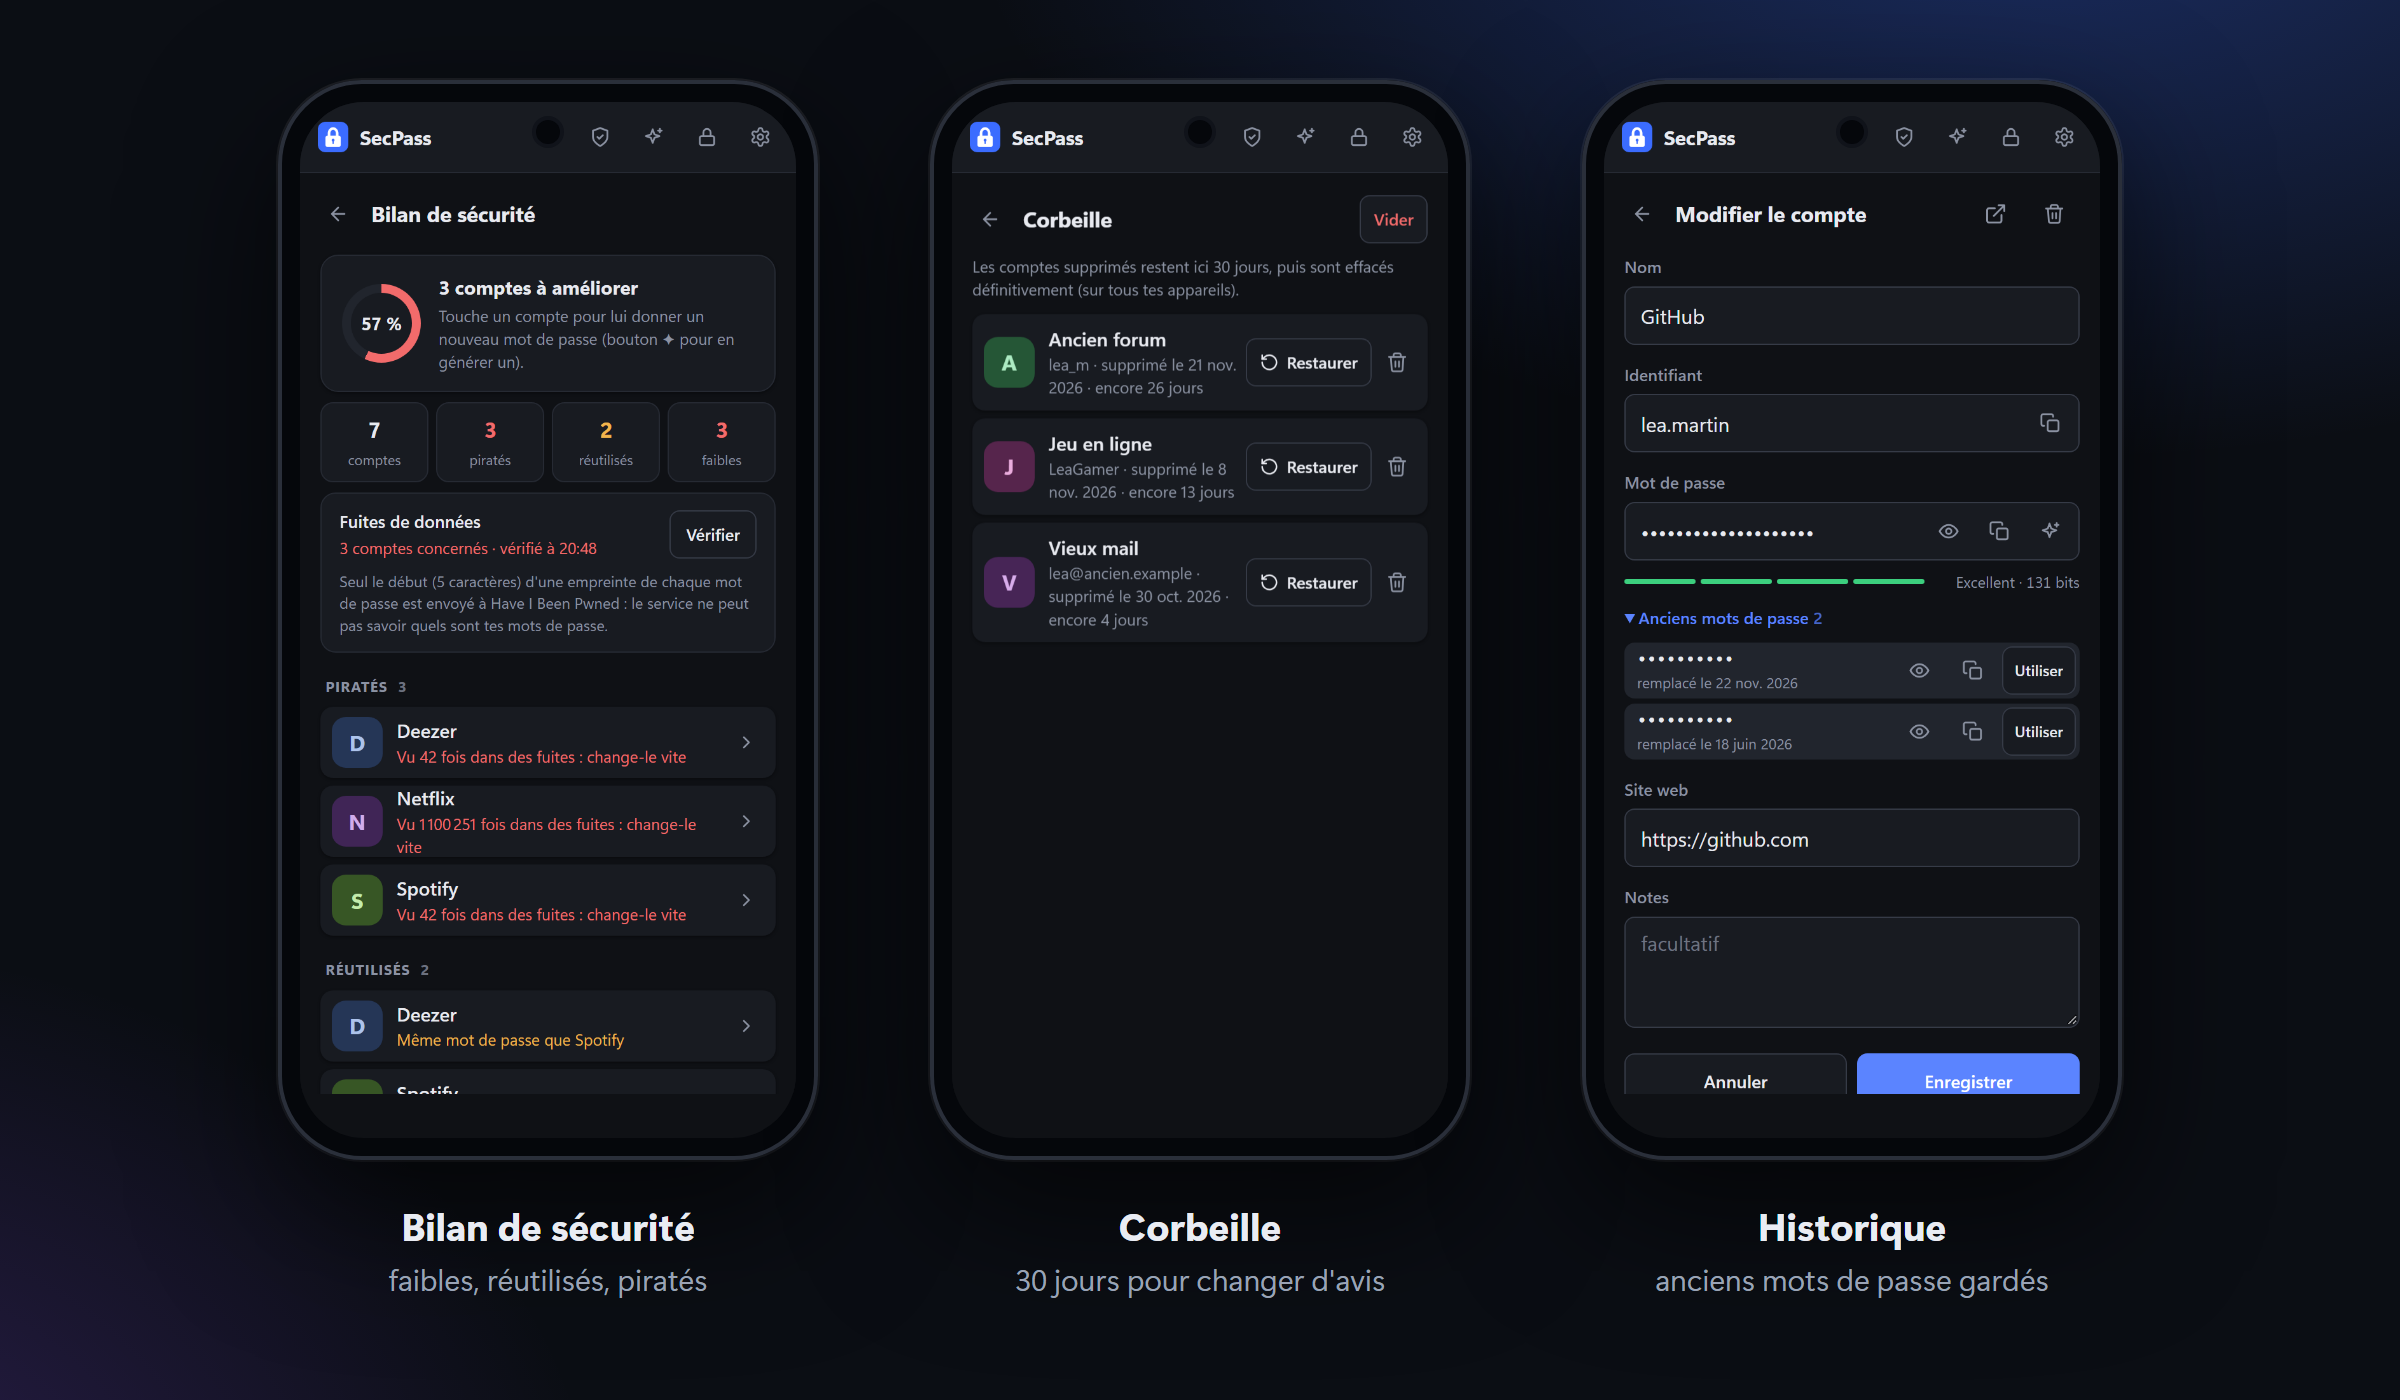 SecPass
Bilan de sécurité
57 %
3 comptes à améliorer
Touche un compte pour lui donner un
nouveau mot de passe (bouton ✦ pour en
générer un).
7
comptes
3
piratés
2
réutilisés
3
faibles
Fuites de données
3 comptes concernés · vérifié à 20:48
Vérifier
Seul le début (5 caractères) d'une empreinte de chaque mot
de passe est envoyé à Have I Been Pwned : le service ne peut
pas savoir quels sont tes mots de passe.
PIRATÉS 3
D
Deezer
Vu 42 fois dans des fuites : change-le vite
N
Netflix
Vu 1 100 251 fois dans des fuites : change-le
vite
S
Spotify
Vu 42 fois dans des fuites : change-le vite
RÉUTILISÉS 2
D
Deezer
Même mot de passe que Spotify
Spotify
Bilan de sécurité
faibles, réutilisés, piratés
SecPass
Corbeille
Vider
Les comptes supprimés restent ici 30 jours, puis sont effacés
définitivement (sur tous tes appareils).
A
Ancien forum
lea_m · supprimé le 21 nov.
2026 · encore 26 jours
Restaurer
J
Jeu en ligne
LeaGamer · supprimé le 8
nov. 2026 · encore 13 jours
Restaurer
V
Vieux mail
lea@ancien.example ·
supprimé le 30 oct. 2026 ·
encore 4 jours
Restaurer
Corbeille
30 jours pour changer d'avis
SecPass
Modifier le compte
Nom
GitHub
Identifiant
lea.martin
Mot de passe
••••••••••••••••••••
Excellent · 131 bits
▼ Anciens mots de passe 2
••••••••••
remplacé le 22 nov. 2026
Utiliser
••••••••••
remplacé le 18 juin 2026
Utiliser
Site web
https://github.com
Notes
facultatif
Annuler
Enregistrer
Historique
anciens mots de passe gardés